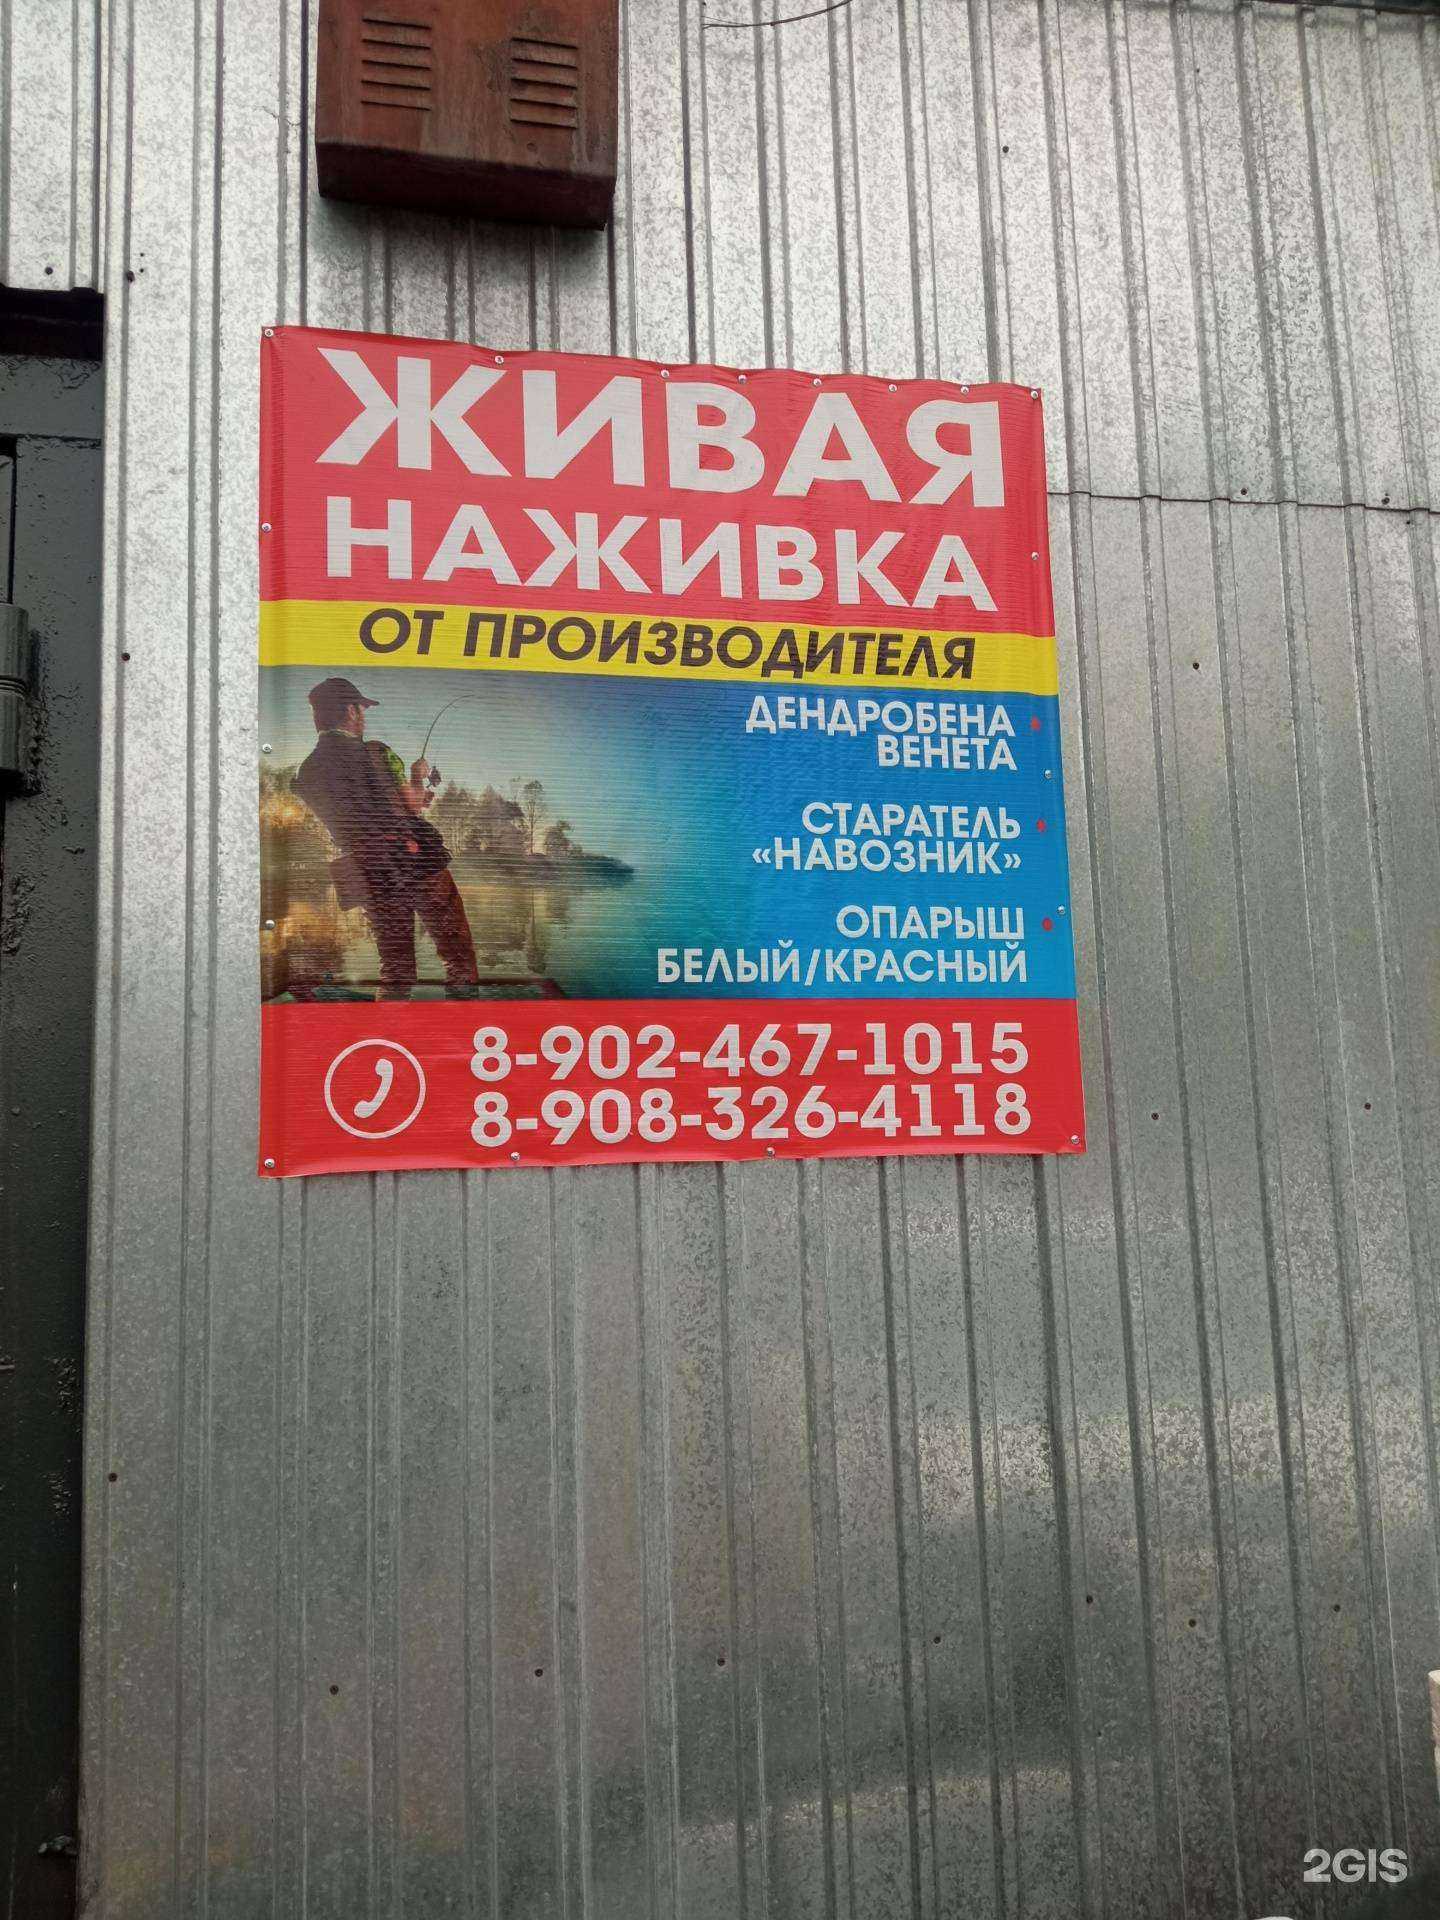 ЖИВАЯ
НАЖИВКА
ОТ ПРОИЗВОДИТЕЛЯ
ДЕНДРОБЕНА
ВЕНЕТА
СТАРАТЕЛЬ
«НАВОЗНИК»
ОПАРЫШ
БЕЛЫЙ/КРАСНЫЙ
8-902-467-1015
8-908-326-4118
2GIS